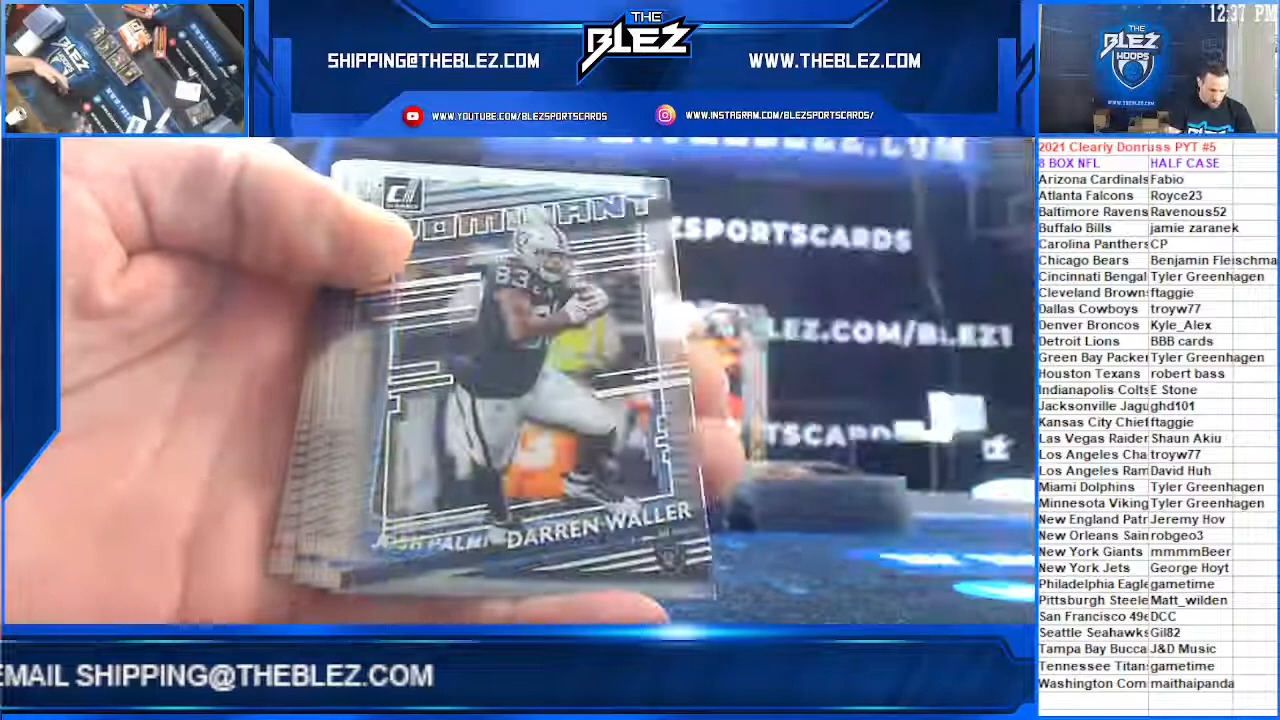 12:37 PM
THE
BLEZ
SHIPPING@THEBLEZ.COM
WWW.THEBLEZ.COM
WWW.YOUTUBE.COM/BLEZSPORTSCARDS
WWW.INSTAGRAM.COM/BLEZSPORTSCARDS/
THE
BLEZ
HOOPS
DOMINANT
83
DARREN WALLER
ZSPORTSCARDS
LEZ.COM/BLEZ1
TSCARD
2021 Clearly Donruss PYT #5
8 BOX NFL HALF CASE
Arizona Cardinals Fabio
Atlanta Falcons Royce23
Baltimore Ravens Ravenous52
Buffalo Bills jamie zaranek
Carolina Panthers CP
Chicago Bears Benjamin Fleischma
Cincinnati Bengal Tyler Greenhagen
Cleveland Brown ftaggie
Dallas Cowboys troyw77
Denver Broncos Kyle_Alex
Detroit Lions BBB cards
Green Bay Packer Tyler Greenhagen
Houston Texans robert bass
Indianapolis Colts E Stone
Jacksonville Jagu ghd101
Kansas City Chief ftaggie
Las Vegas Raider Shaun Akiu
Los Angeles Cha troyw77
Los Angeles Ram David Huh
Miami Dolphins Tyler Greenhagen
Minnesota Viking Tyler Greenhagen
New England Patr Jeremy Hov
New Orleans Sain robgeo3
New York Giants mmmmBeer
New York Jets George Hoyt
Philadelphia Eagle gametime
Pittsburgh Steele Matt_wilden
San Francisco 49e DCC
Seattle Seahawks Gil82
Tampa Bay Bucca J&D Music
Tennessee Titan gametime
Washington Com maithaipanda
EMAIL SHIPPING@THEBLEZ.COM